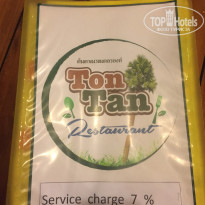 TOP HOTELS
Ton
Tan
Restaurant
Service charge 7 %